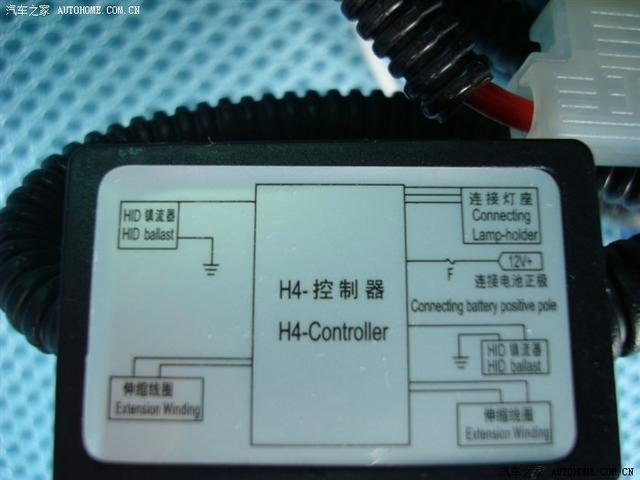 汽车之家 AUTOHOME.COM.CN
HID 镇流器
HID ballast
连接灯座
Connecting
Lamp-holder
F
12V+
连接电池正极
Connecting battery positive pole
H4-控制器
H4-Controller
HID 镇流器
HID ballast
伸缩线圈
Extension Winding
伸缩线圈
Extension Winding
汽车之家 AUTOHOME.COM.CN